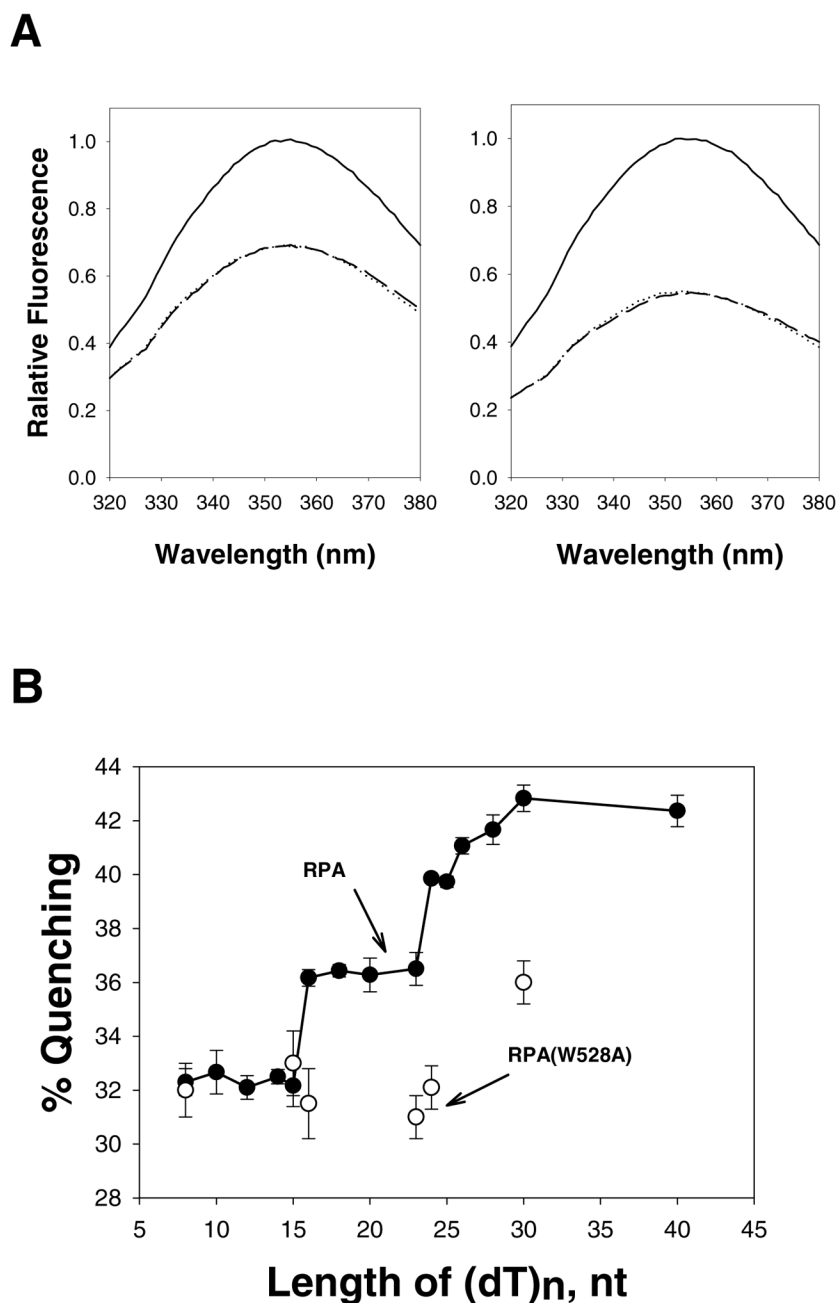 A
Ralative Fluorescence
1.0 1.0
0.8 0.8
0.6 0.6
0.4 0.4
0.2 0.2
0.0 0.0
320 330 340 350 360 370 380 320 330 340 350 360 370 380
Wavelength (nm) Wavelength (nm)
B
% Quenching
44
42
40
38
36
34
32
30
28
RPA
RPA(W528A)
5 10 15 20 25 30 35 40 45
Length of (dT)n, nt